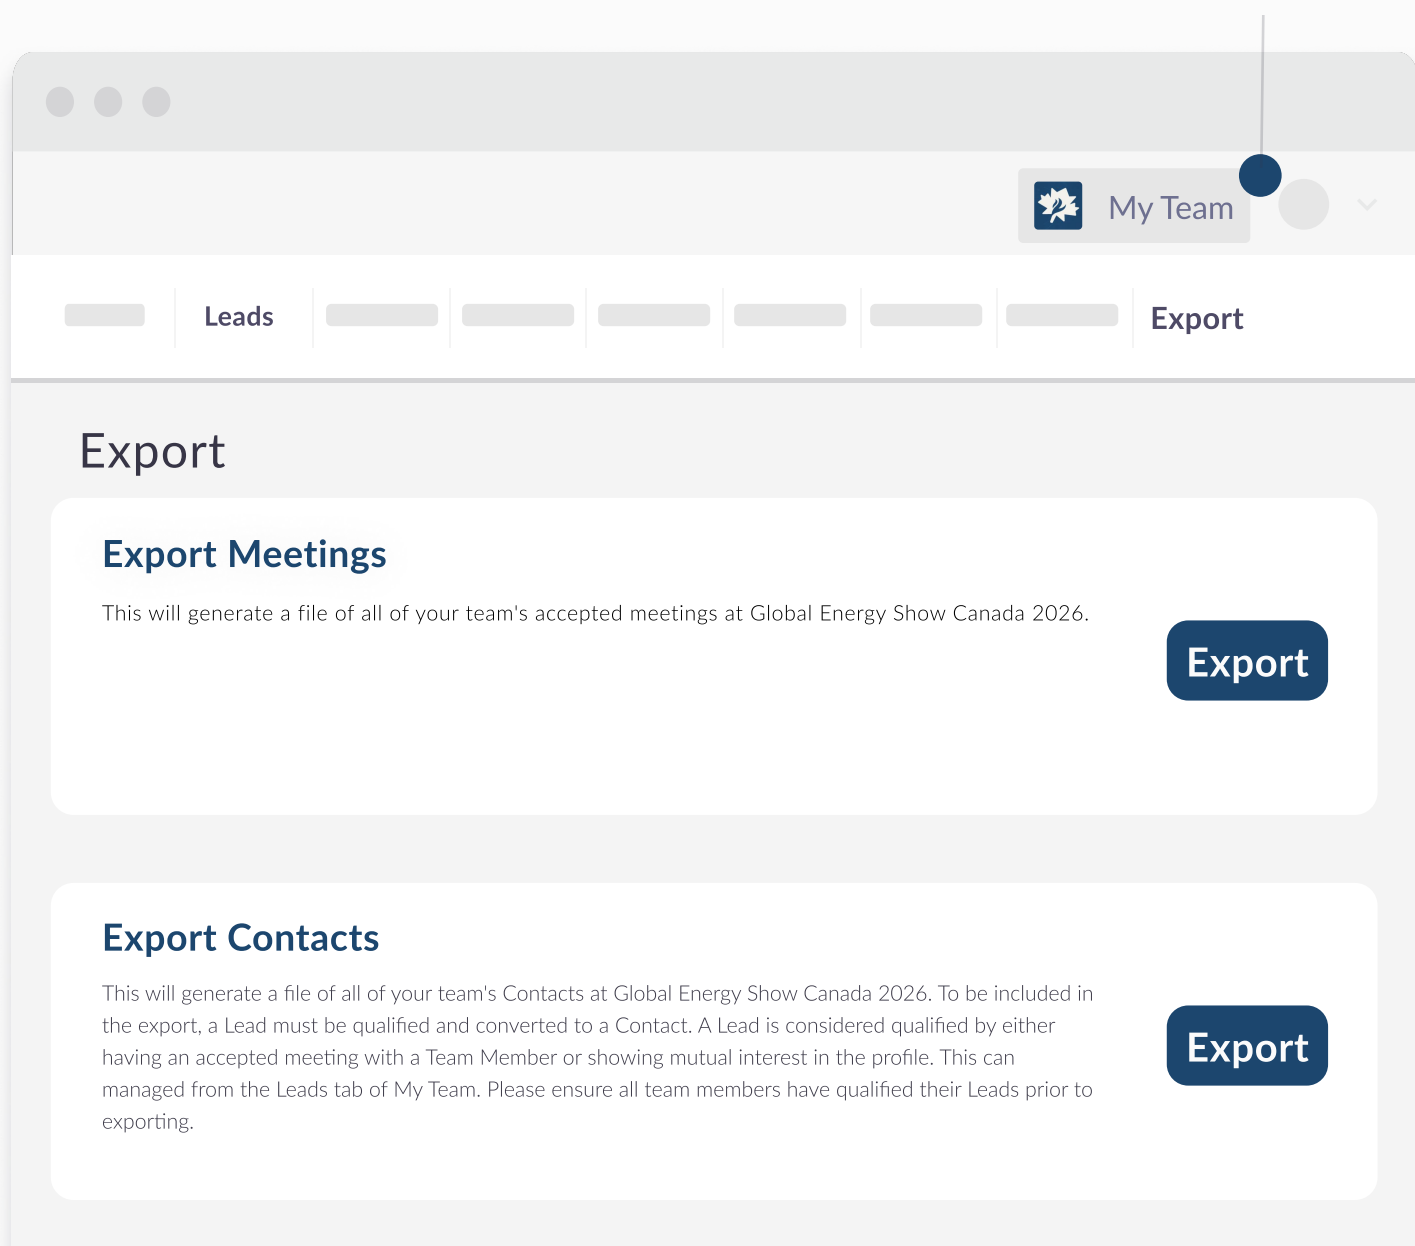 My Team
Leads
Export
Export
Export Meetings
This will generate a file of all of your team's accepted meetings at Global Energy Show Canada 2026.
Export
Export Contacts
This will generate a file of all of your team's Contacts at Global Energy Show Canada 2026. To be included in
the export, a Lead must be qualified and converted to a Contact. A Lead is considered qualified by either
having an accepted meeting with a Team Member or showing mutual interest in the profile. This can
managed from the Leads tab of My Team. Please ensure all team members have qualified their Leads prior to
exporting.
Export